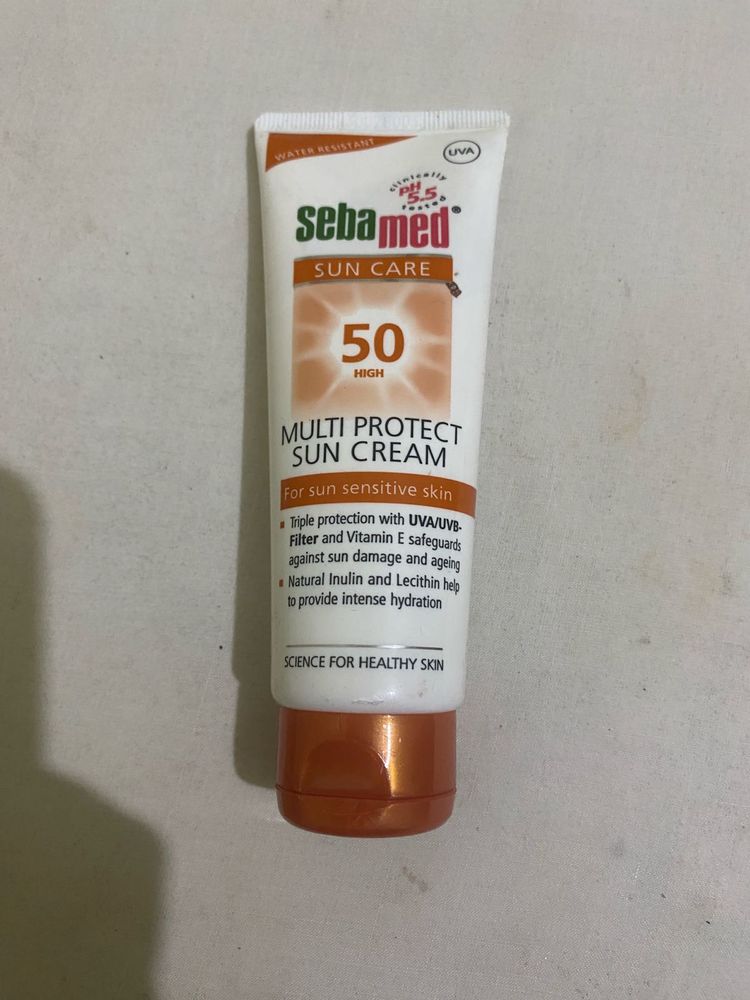 WATER RESISTANT
UVA
clinically
pH
5.5
tested
sebamed®
SUN CARE
50
HIGH
MULTI PROTECT
SUN CREAM
For sun sensitive skin
Triple protection with UVA/UVB-
Filter and Vitamin E safeguards
against sun damage and ageing
Natural Inulin and Lecithin help
to provide intense hydration
SCIENCE FOR HEALTHY SKIN